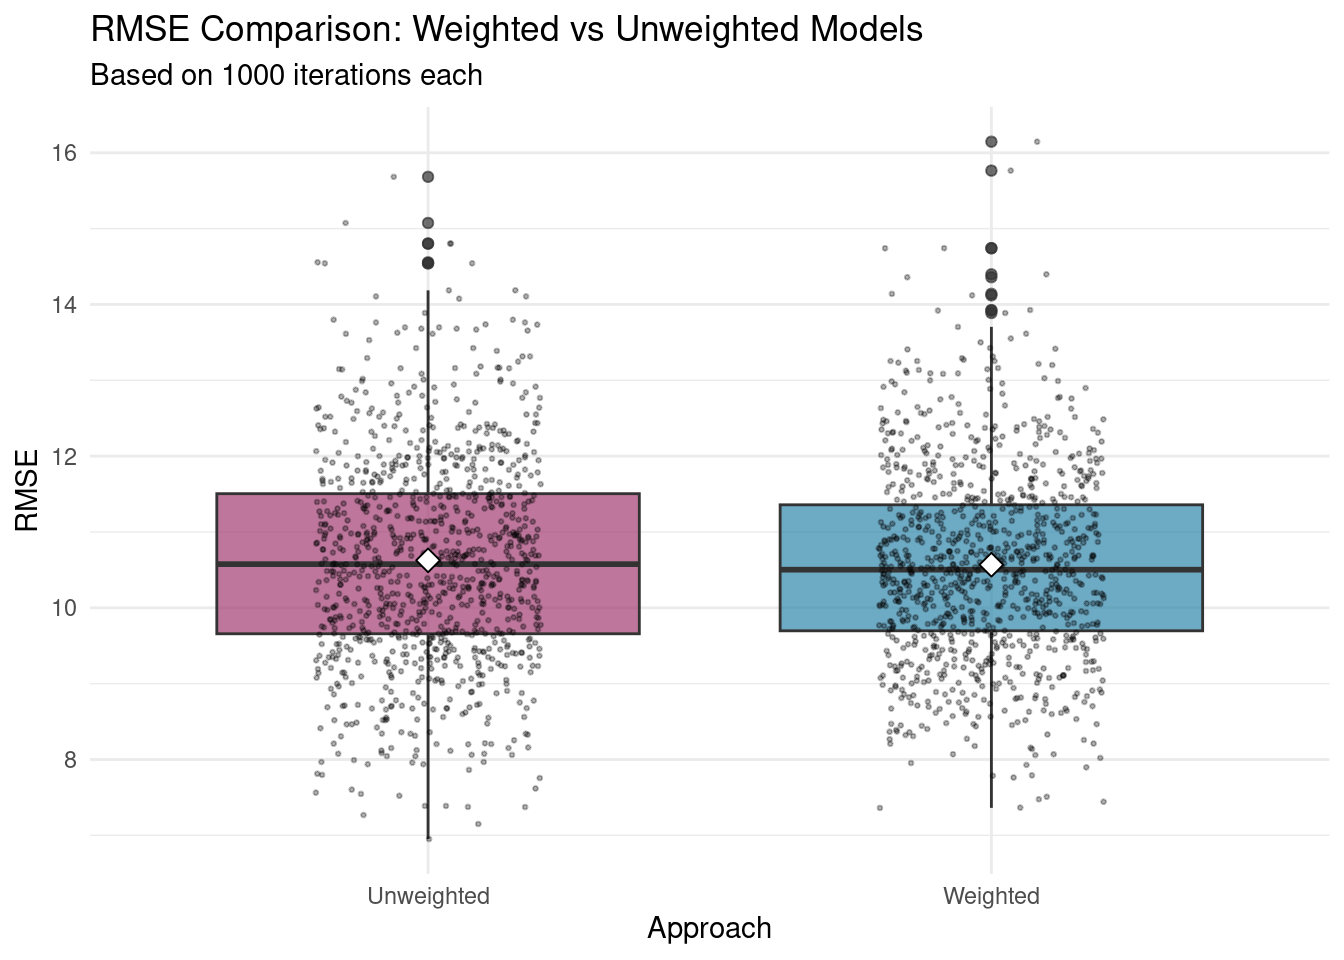 RMSE Comparison: Weighted vs Unweighted Models
Based on 1000 iterations each
16
14
12
10
8
RMSE
Unweighted
Weighted
Approach